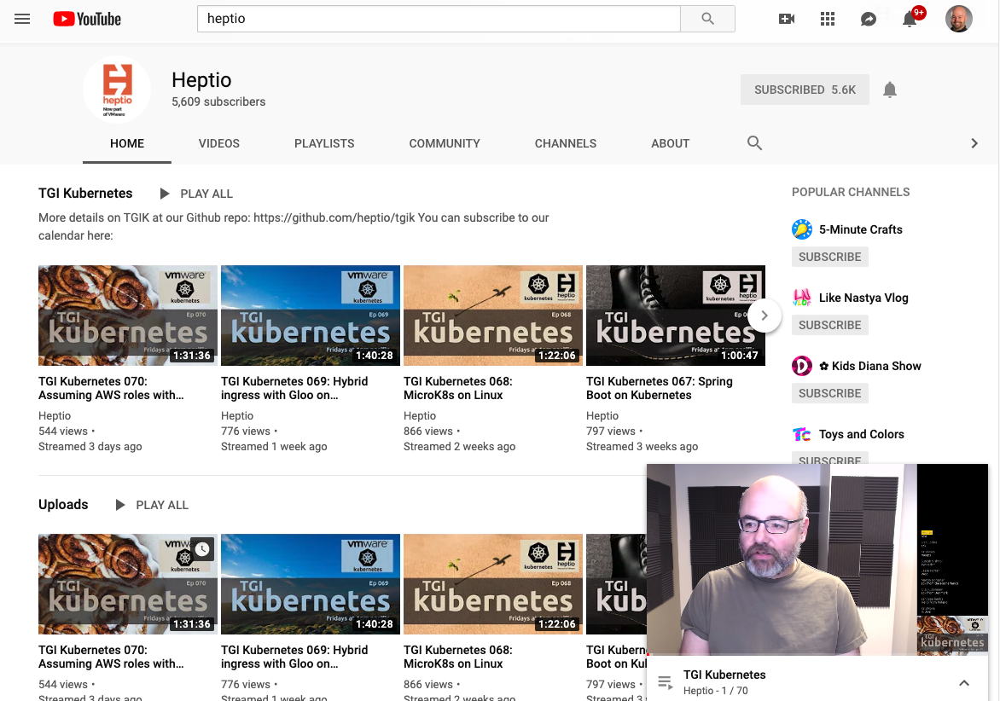 YouTube
heptio
9+
heptio
Now part
of VMware
Heptio
5,609 subscribers
SUBSCRIBED 5.6K
HOME VIDEOS PLAYLISTS COMMUNITY CHANNELS ABOUT
TGI Kubernetes PLAY ALL
More details on TGIK at our Github repo: https://github.com/heptio/tgik You can subscribe to our
calendar here:
vmware
kubernetes
Ep 070
TGI
kubernetes
1:31:36
TGI Kubernetes 070:
Assuming AWS roles with...
Heptio
544 views •
Streamed 3 days ago
vmware
kubernetes
Ep 069
TGI
kubernetes
1:40:28
TGI Kubernetes 069: Hybrid
ingress with Gloo on...
Heptio
776 views •
Streamed 1 week ago
kubernetes heptio
Ep 068
TGI
kubernetes
1:22:06
TGI Kubernetes 068:
MicroK8s on Linux
Heptio
866 views •
Streamed 2 weeks ago
kubernetes heptio
TGI
kubernetes
1:00:47
TGI Kubernetes 067: Spring
Boot on Kubernetes
Heptio
797 views •
Streamed 3 weeks ago
POPULAR CHANNELS
5-Minute Crafts
SUBSCRIBE
Like Nastya Vlog
SUBSCRIBE
✿ Kids Diana Show
SUBSCRIBE
Toys and Colors
SUBSCRIBE
Uploads PLAY ALL
kubernetes
Ep 070
TGI
kubernetes
1:31:36
TGI Kubernetes 070:
Assuming AWS roles with...
544 views •
Streamed 3 days ago
vmware
kubernetes
Ep 069
TGI
kubernetes
1:40:28
TGI Kubernetes 069: Hybrid
ingress with Gloo on...
776 views •
Streamed 1 week ago
kubernetes heptio
Ep 068
TGI
kubernetes
1:22:06
TGI Kubernetes 068:
MicroK8s on Linux
866 views •
Streamed 2 weeks ago
TGI
TGI Kubern
Boot on Ku
797 views •
Streamed 3
TGI
kubernetes
TGI Kubernetes
Heptio - 1 / 70